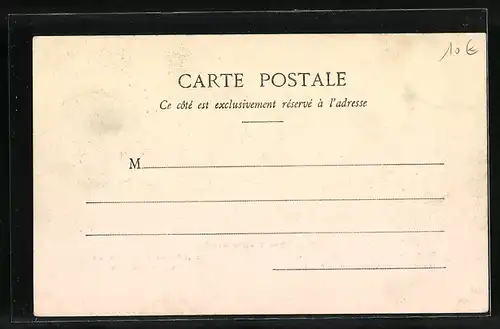 10€
CARTE POSTALE
Ce côté est exclusivement réservé à l'adresse
M